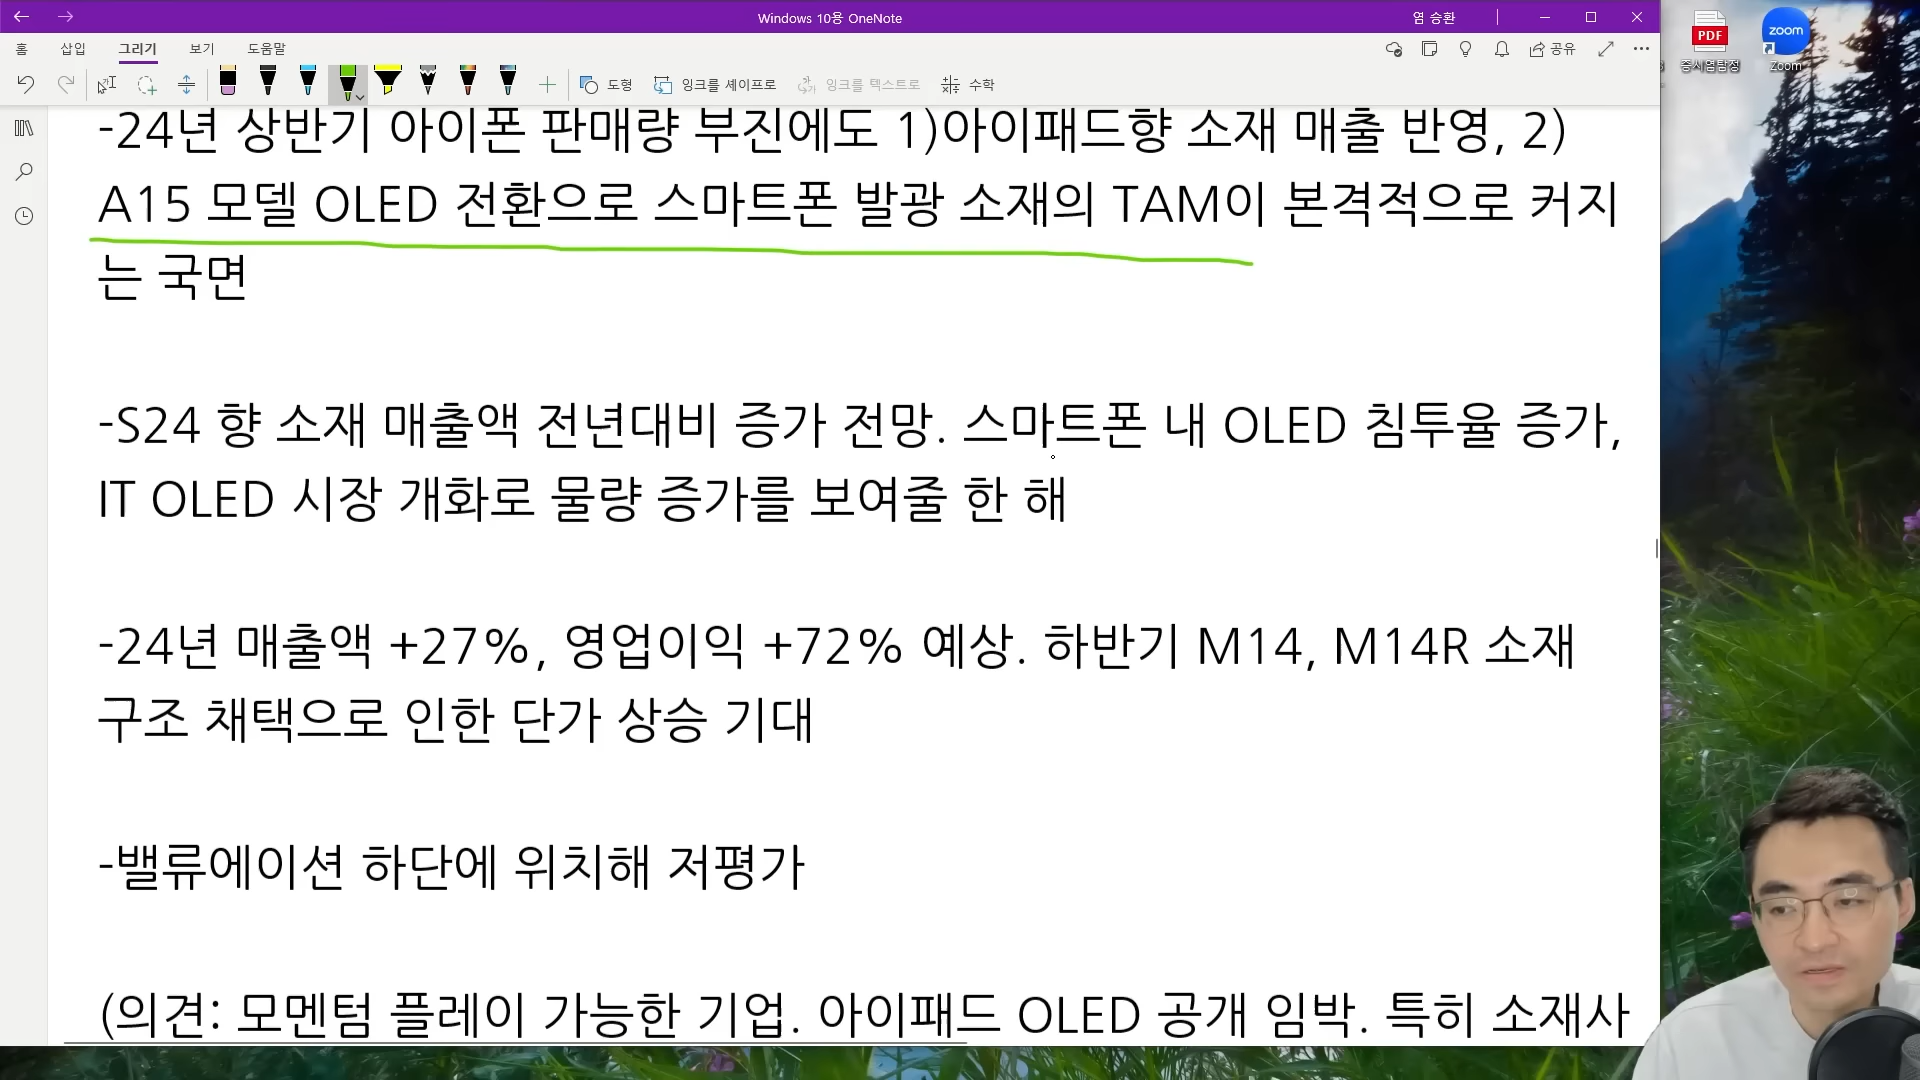 Windows 10용 OneNote
염 승환
홈 삽입 그리기 보기 도움말
공유
도형 잉크를 셰이프로 잉크를 텍스트로 수학
PDF
zoom
Zoom
-24년 상반기 아이폰 판매량 부진에도 1)아이패드향 소재 매출 반영, 2)
A15 모델 OLED 전환으로 스마트폰 발광 소재의 TAM이 본격적으로 커지
는 국면
-S24 향 소재 매출액 전년대비 증가 전망. 스마트폰 내 OLED 침투율 증가,
IT OLED 시장 개화로 물량 증가를 보여줄 한 해
-24년 매출액 +27%, 영업이익 +72% 예상. 하반기 M14, M14R 소재
구조 채택으로 인한 단가 상승 기대
-밸류에이션 하단에 위치해 저평가
(의견: 모멘텀 플레이 가능한 기업. 아이패드 OLED 공개 임박. 특히 소재사